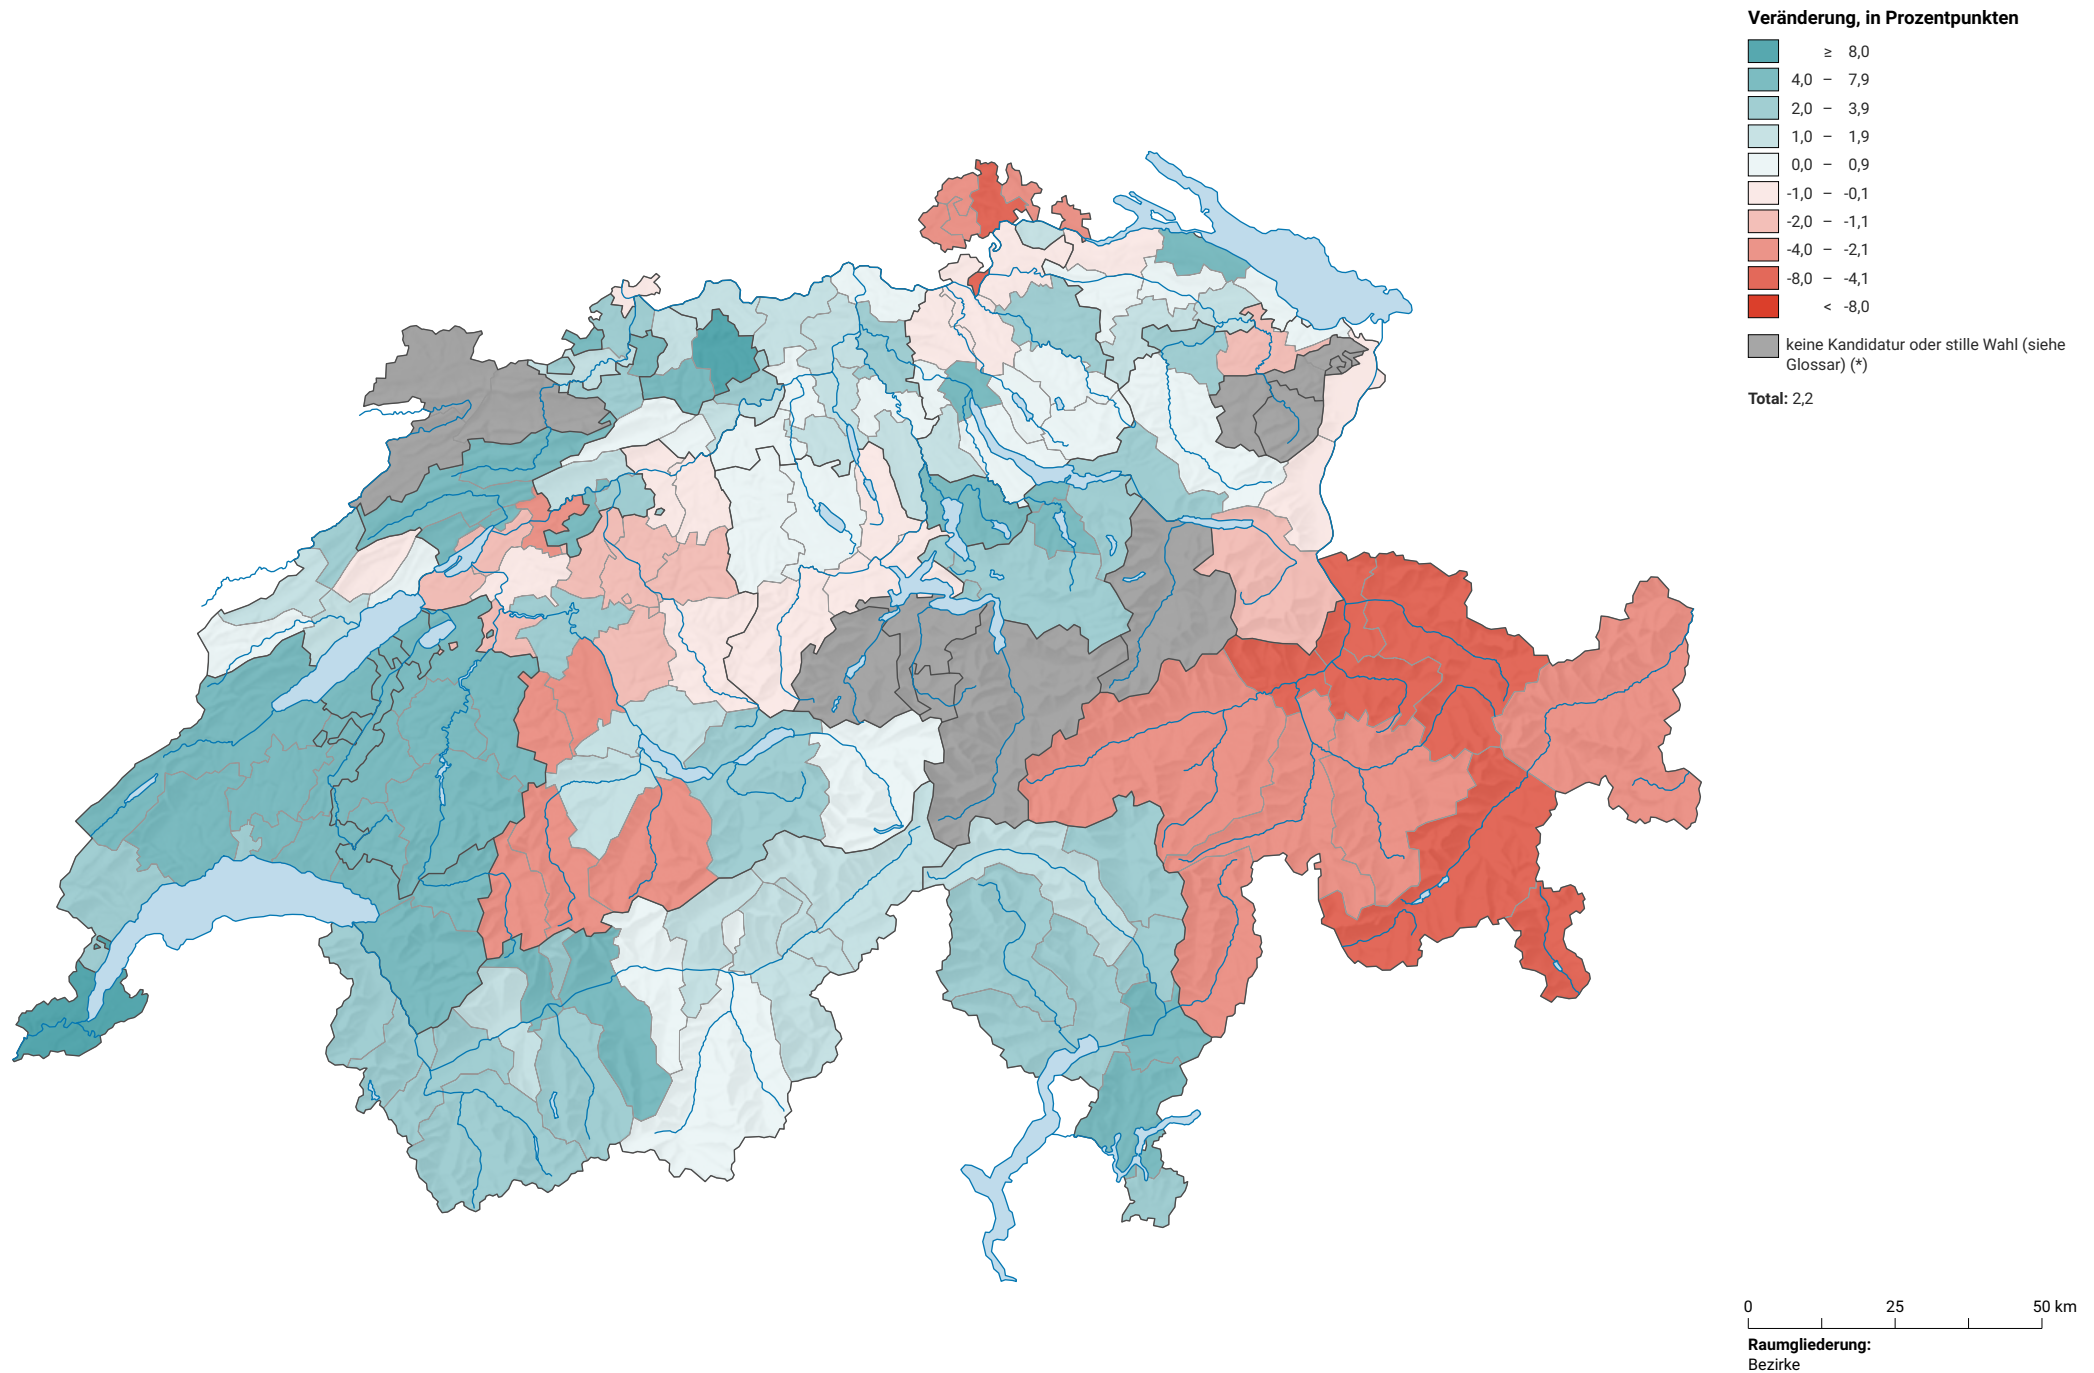 Veränderung, in Prozentpunkten
≥ 8,0
4,0 – 7,9
2,0 – 3,9
1,0 – 1,9
0,0 – 0,9
-1,0 – -0,1
-2,0 – -1,1
-4,0 – -2,1
-8,0 – -4,1
< -8,0
keine Kandidatur oder stille Wahl (siehe
Glossar) (*)
Total: 2,2
0 25 50 km
Raumgliederung:
Bezirke